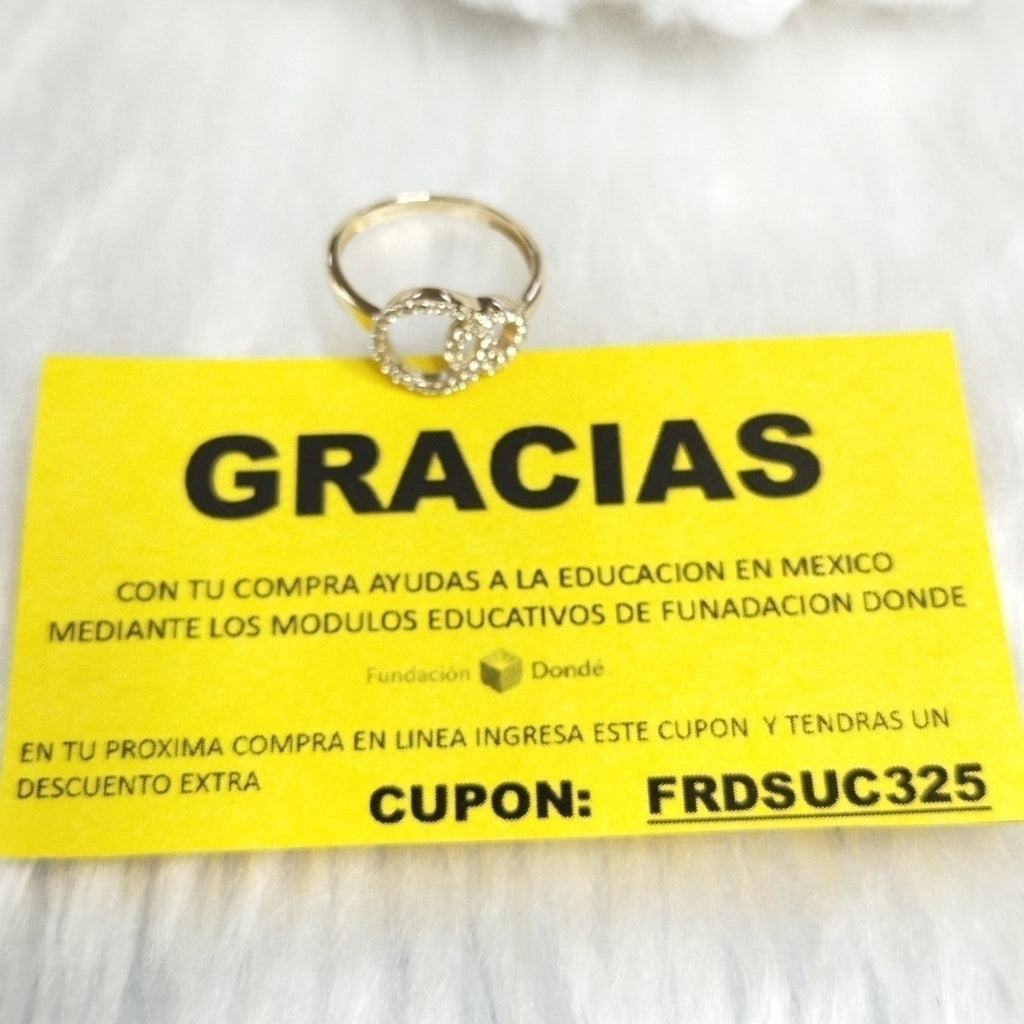 GRACIAS
CON TU COMPRA AYUDAS A LA EDUCACION EN MEXICO
MEDIANTE LOS MODULOS EDUCATIVOS DE FUNADACION DONDE
Fundación Dondé
EN TU PROXIMA COMPRA EN LINEA INGRESA ESTE CUPON Y TENDRAS UN
DESCUENTO EXTRA
CUPON: FRDSUC325